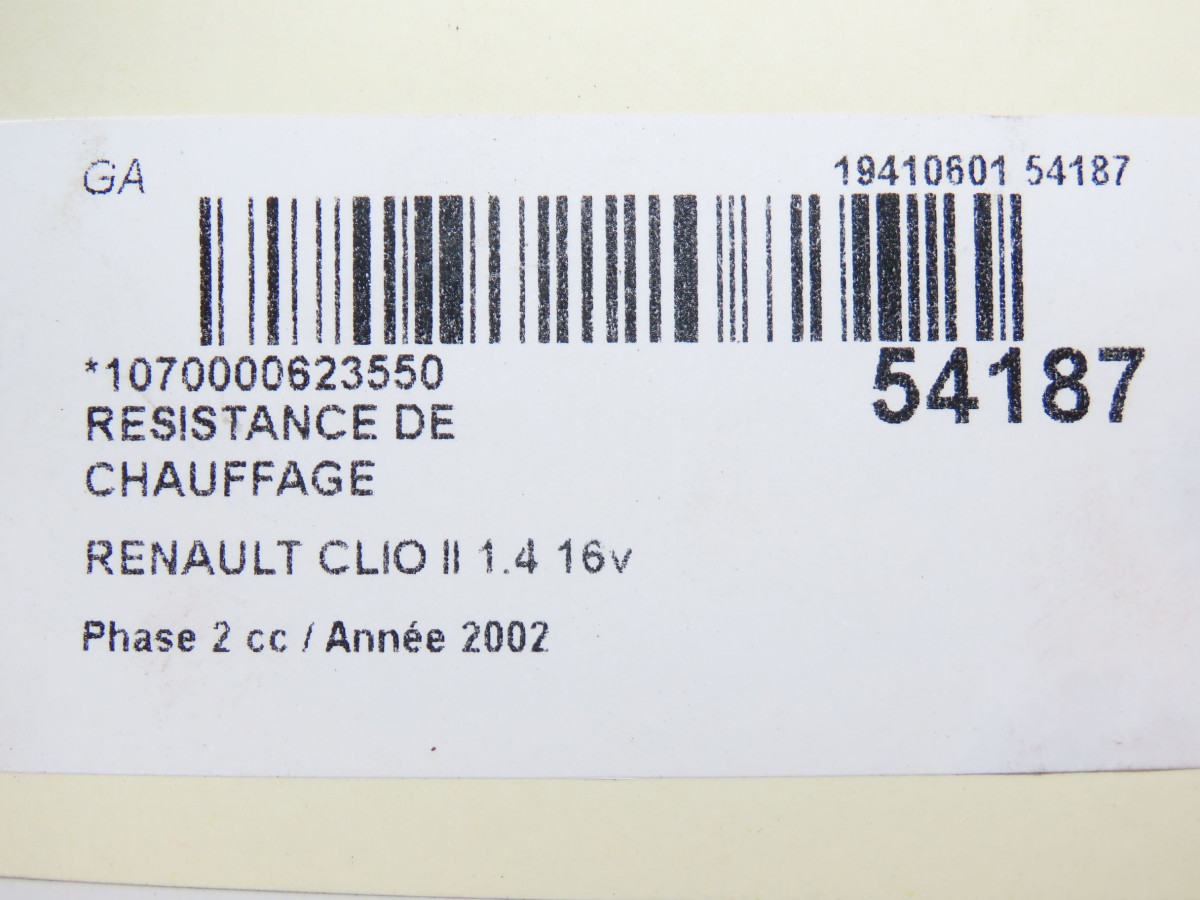 GA
19410601 54187
*1070000623550
54187
RESISTANCE DE
CHAUFFAGE
RENAULT CLIO II 1.4 16v
Phase 2 cc / Année 2002